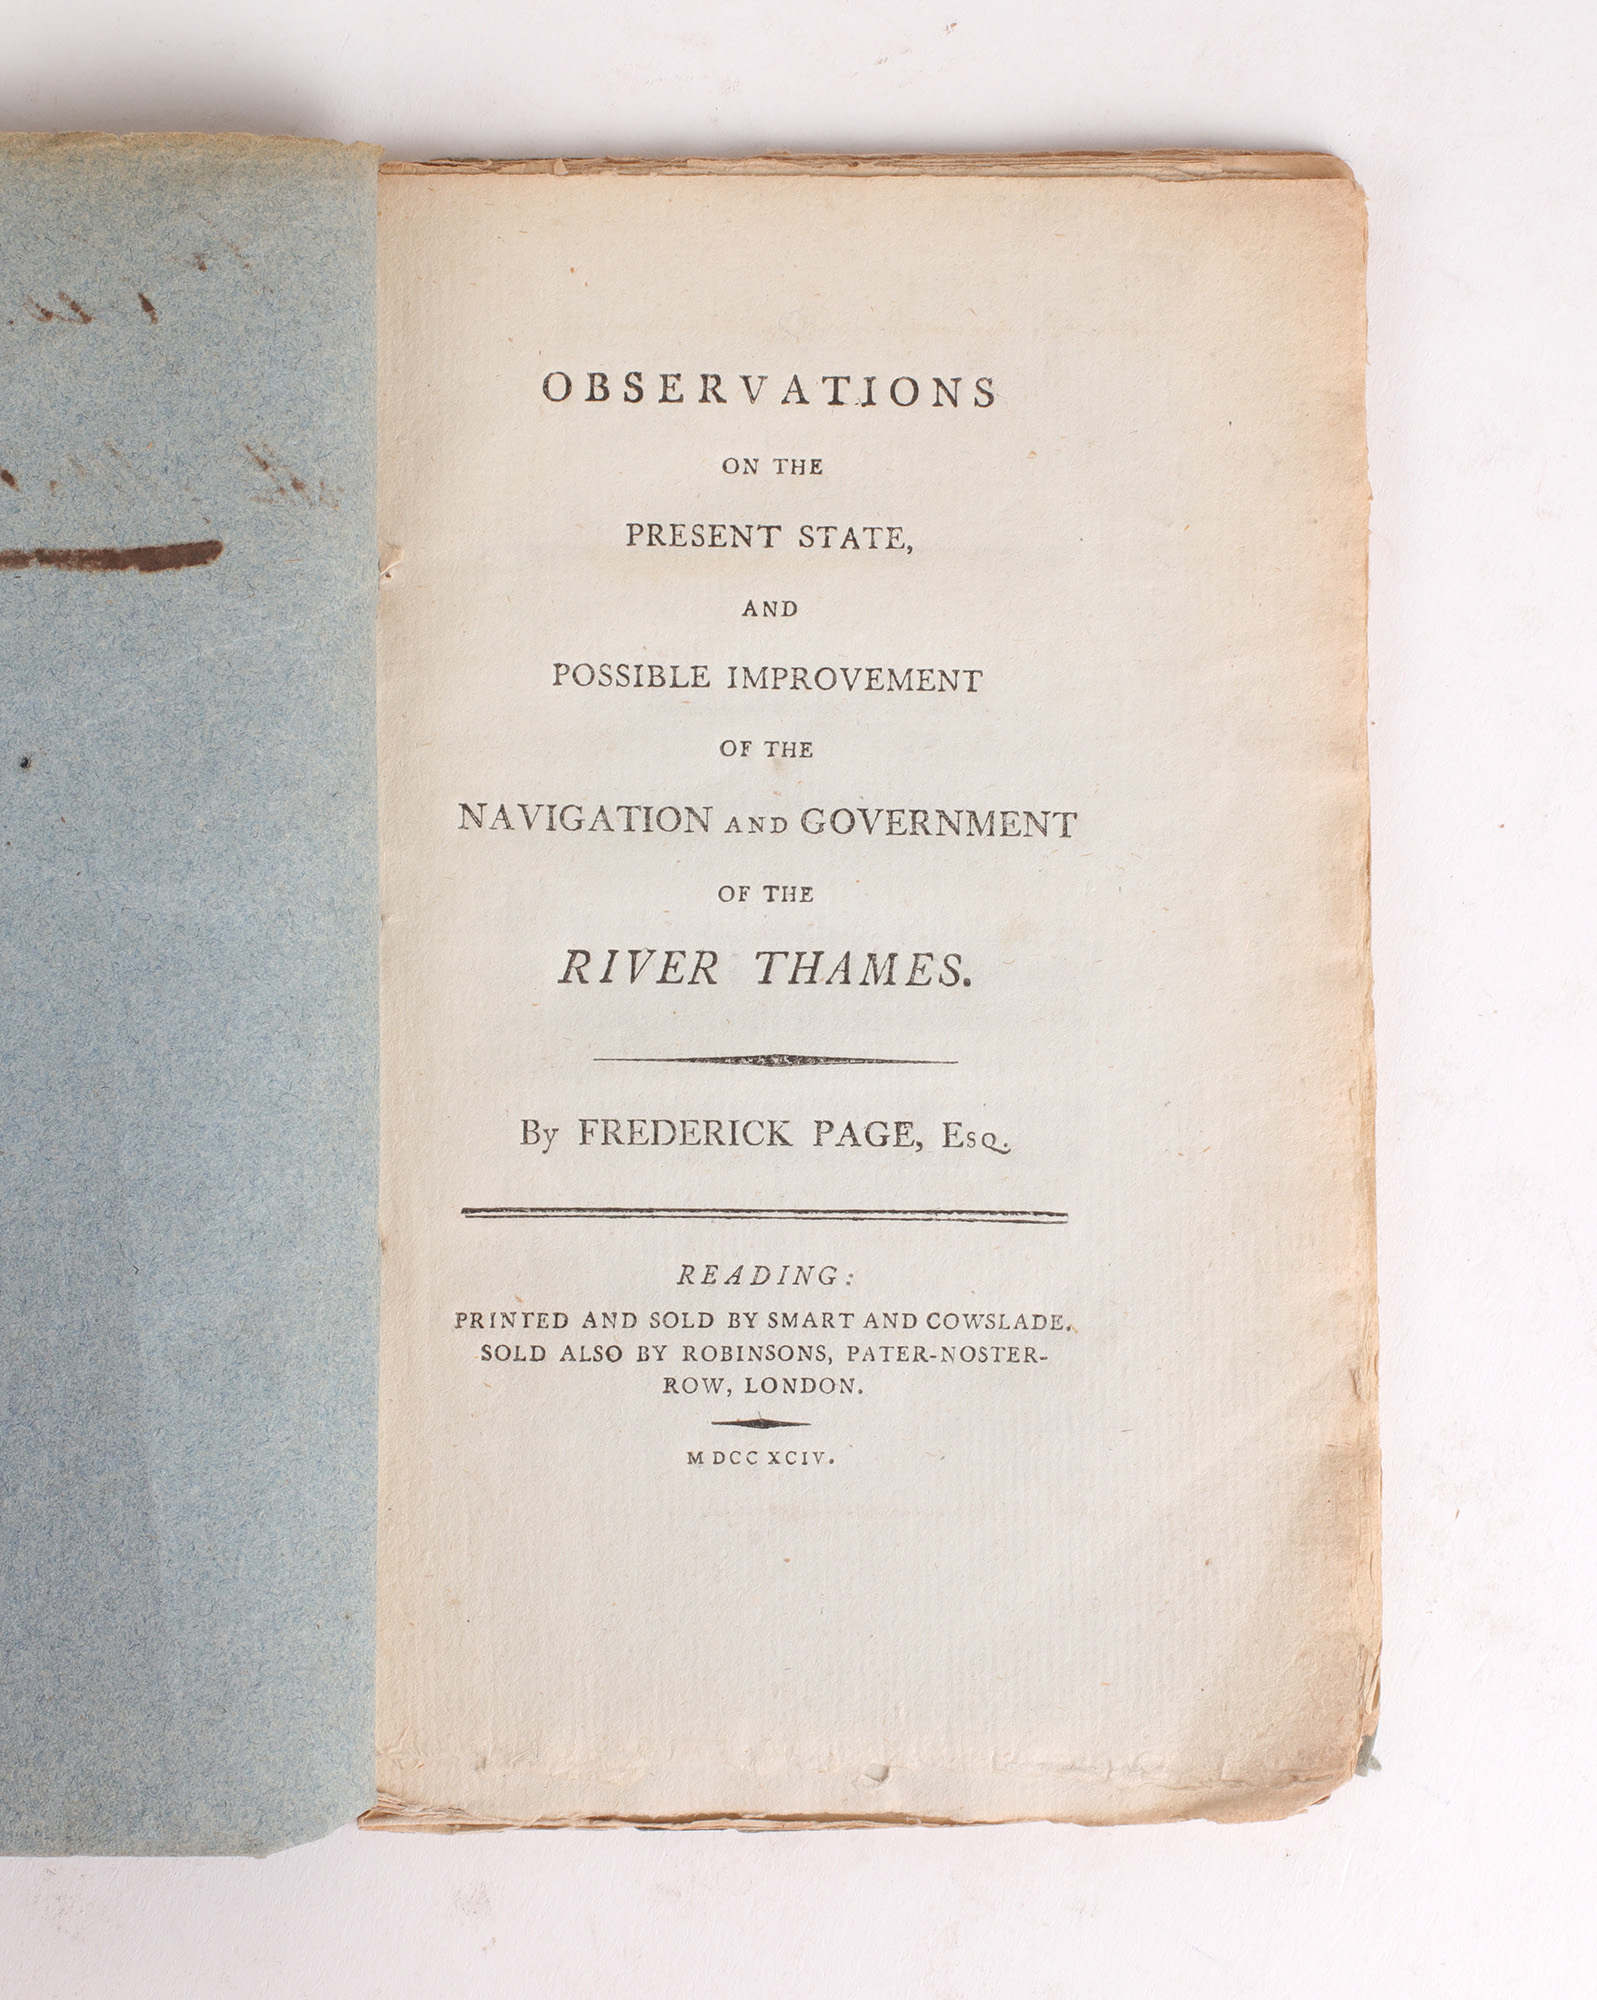 OBSERVATIONS
ON THE
PRESENT STATE,
AND
POSSIBLE IMPROVEMENT
OF THE
NAVIGATION AND GOVERNMENT
OF THE
RIVER THAMES.
By FREDERICK PAGE, Esq.
READING:
PRINTED AND SOLD BY SMART AND COWSLADE.
SOLD ALSO BY ROBINSONS, PATER-NOSTER-
ROW, LONDON.
M DCC XCIV.